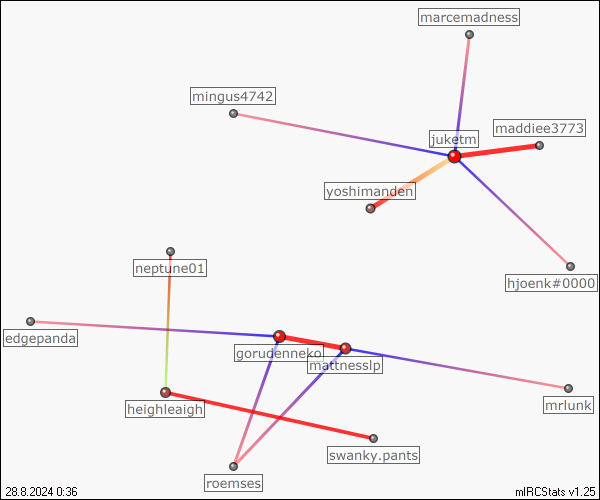 marcemadness
mingus4742
maddiee3773
juketm
yoshimanden
neptune01
hjoenk#0000
edgepanda
gorudenneko
mattnesslp
heighleaigh
mrlunk
swanky.pants
roemses
28.8.2024 0:36
mIRCStats v1.25